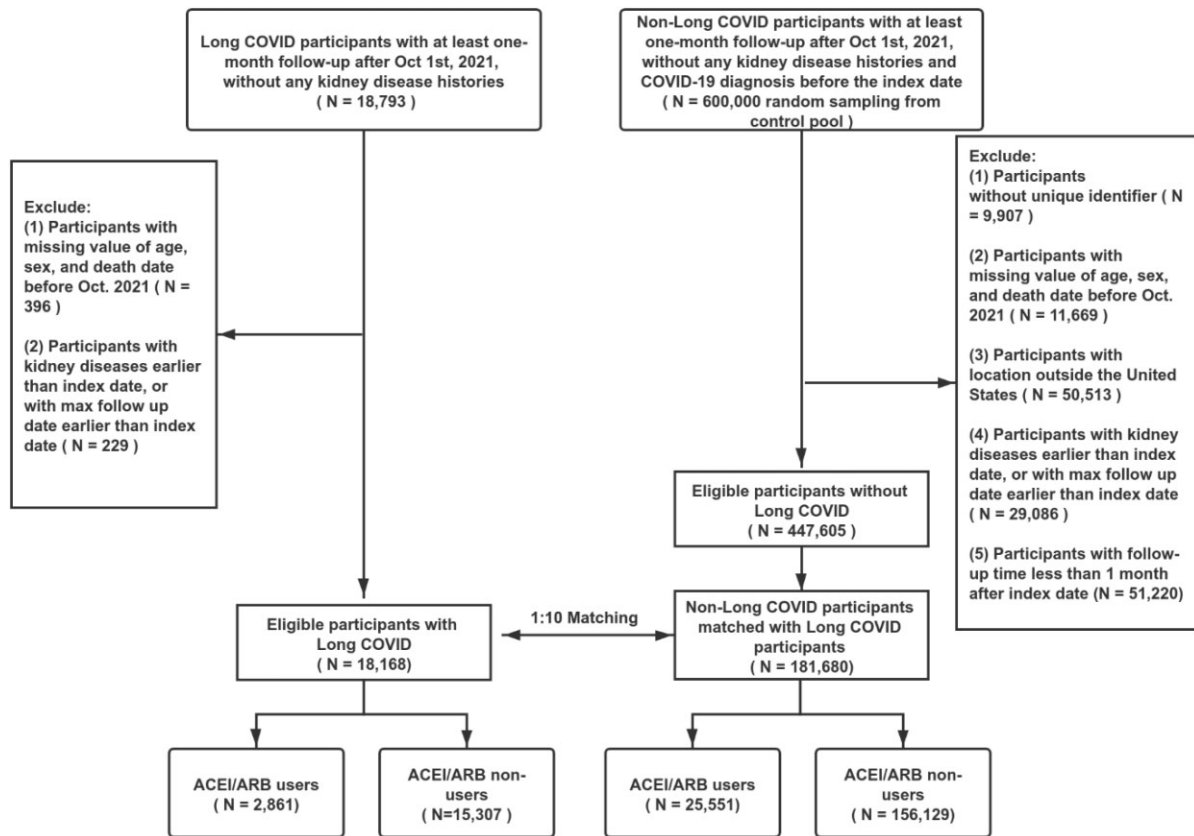 Long COVID participants with at least one-
month follow-up after Oct 1st, 2021,
without any kidney disease histories
( N = 18,793 )
Non-Long COVID participants with at least
one-month follow-up after Oct 1st, 2021,
without any kidney disease histories and
COVID-19 diagnosis before the index date
( N = 600,000 random sampling from
control pool )
Exclude:
(1) Participants with
missing value of age,
sex, and death date
before Oct. 2021 ( N =
396 )
(2) Participants with
kidney diseases earlier
than index date, or
with max follow up
date earlier than index
date ( N = 229 )
Exclude:
(1) Participants
without unique identifier ( N
= 9,907 )
(2) Participants with
missing value of age, sex,
and death date before Oct.
2021 ( N = 11,669 )
(3) Participants with
location outside the United
States ( N = 50,513 )
(4) Participants with kidney
diseases earlier than index
date, or with max follow up
date earlier than index date
( N = 29,086 )
(5) Participants with follow-
up time less than 1 month
after index date (N = 51,220)
Eligible participants without
Long COVID
( N = 447,605 )
Eligible participants with
Long COVID
( N = 18,168 )
1:10 Matching
Non-Long COVID participants
matched with Long COVID
participants
( N = 181,680 )
ACEI/ARB users
( N = 2,861)
ACEI/ARB non-
users
( N=15,307 )
ACEI/ARB users
( N = 25,551)
ACEI/ARB non-
users
( N = 156,129 )